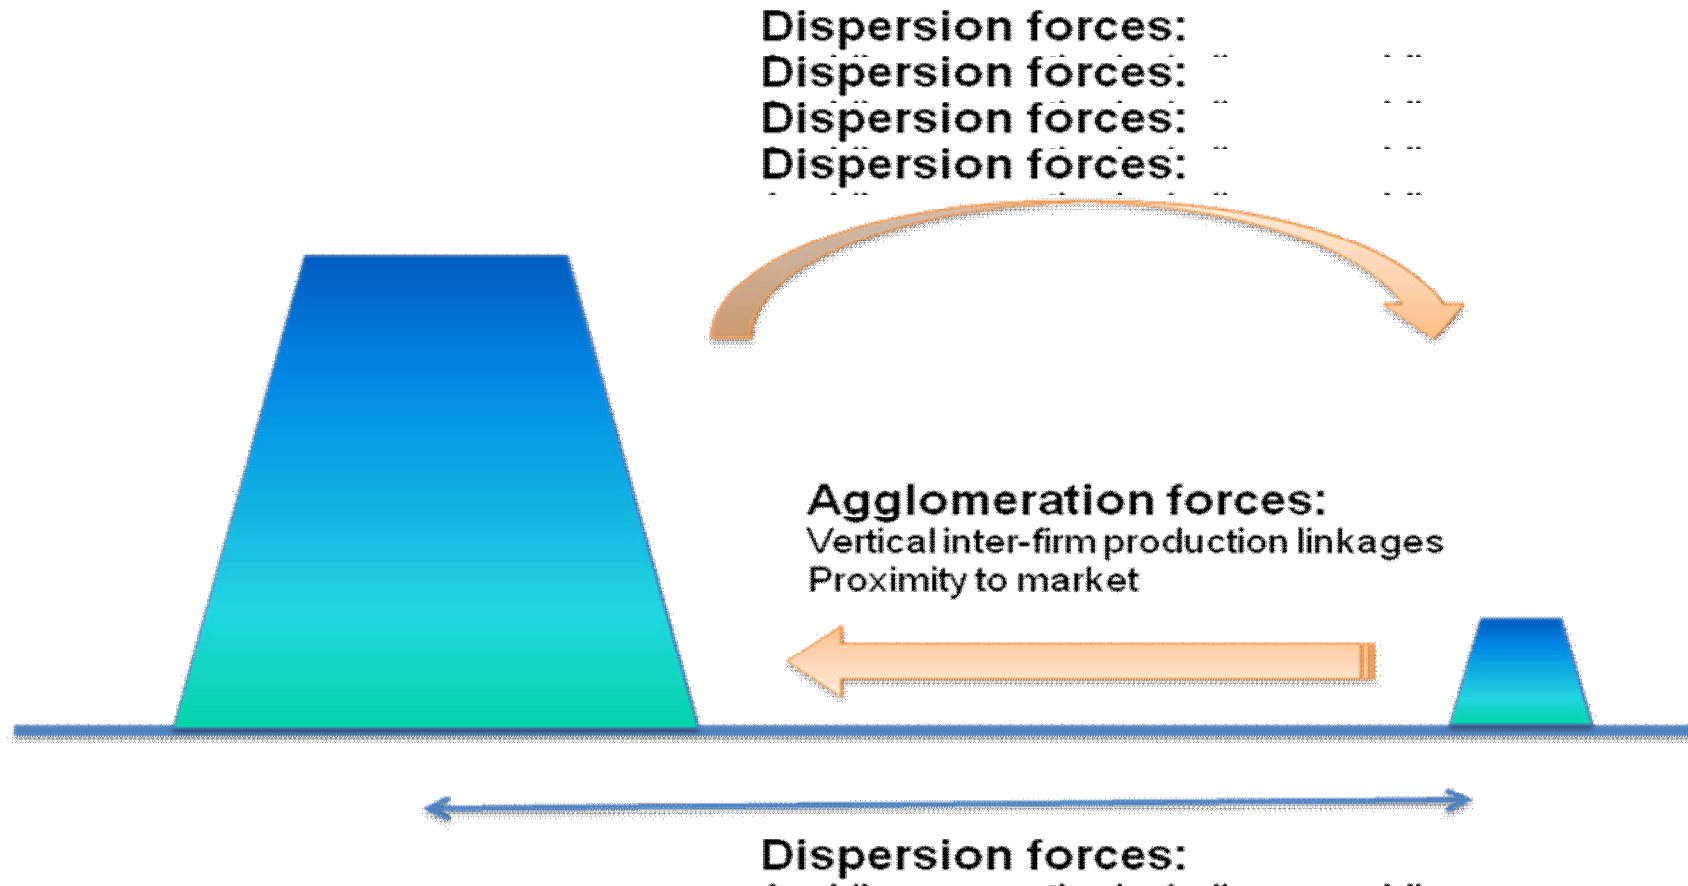 Dispersion forces:
Dispersion forces:
Dispersion forces:
Dispersion forces:
Agglomeration forces:
Vertical inter-firm production linkages
Proximity to market
Dispersion forces: